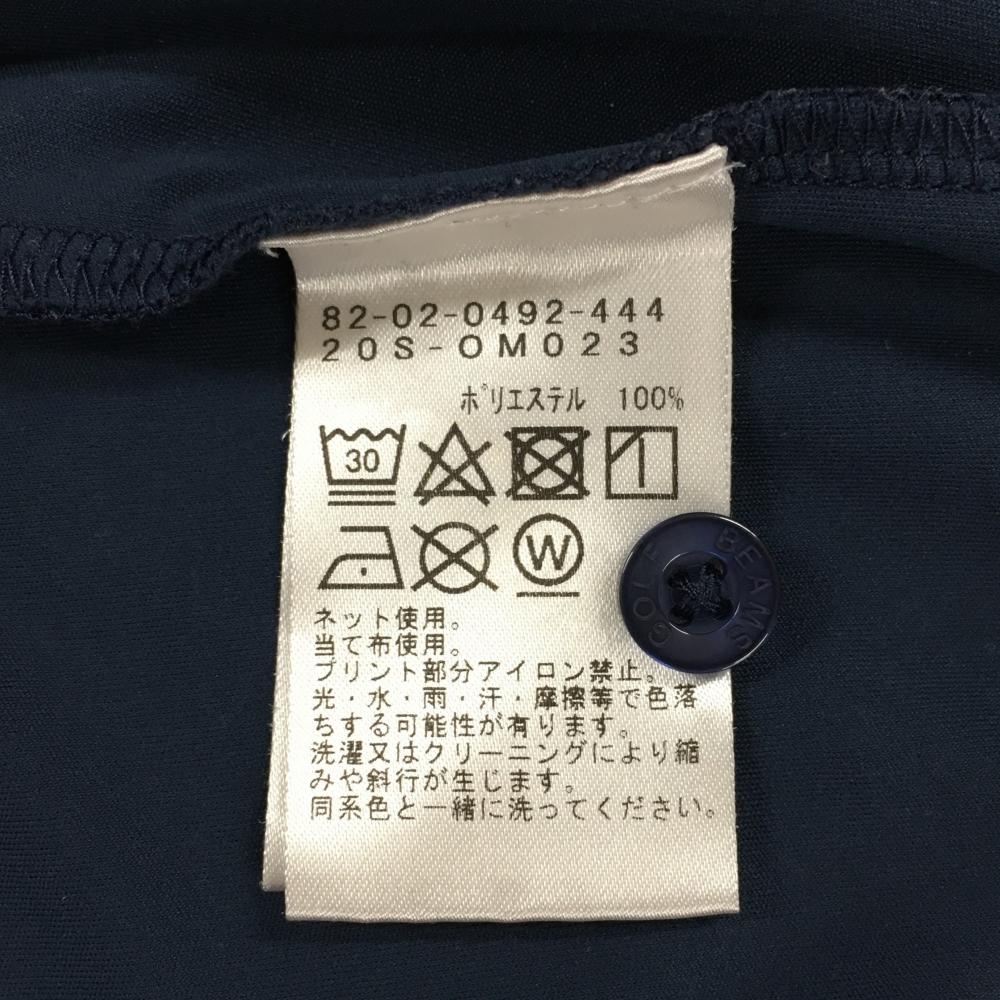 82-02-0492-444
20S-OM023
ポリエステル 100%
30
W
BEAMS
GOLF
ネット使用。
当て布使用。
プリント部分アイロン禁止。
光・水・雨・汗・摩擦等で色落
ちする可能性が有ります。
洗濯又はクリーニングにより縮
みや斜行が生じます。
同系色と一緒に洗ってください。